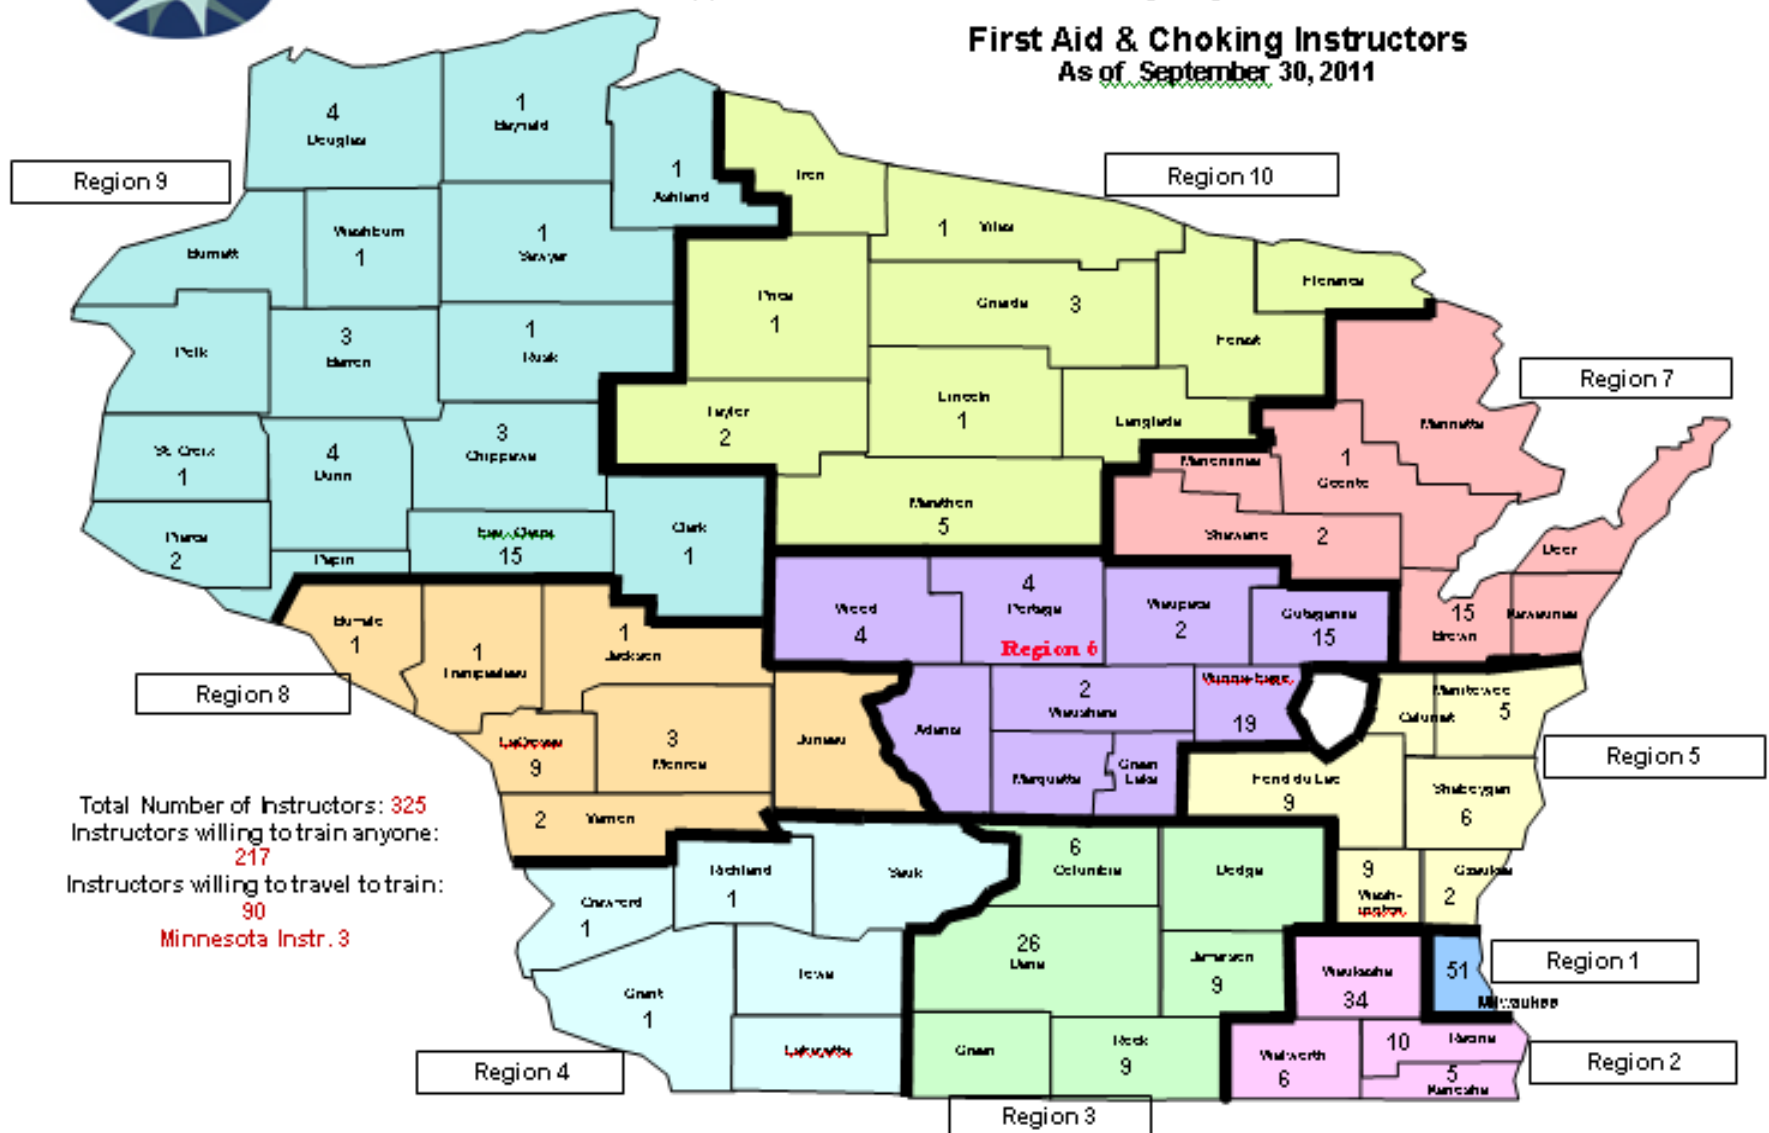 First Aid & Choking Instructors
As of September 30, 2011
4
Douglas
1
Bayfield
1
Ashland
Region 9
Region 10
Iron
1 Vilas
Burnett
Washburn
1
1
Sawyer
Florence
Price
1
Oneida 3
Forest
Polk
3
Barron
1
Rusk
Region 7
Marinette
Taylor
2
Lincoln
1
Langlade
St. Croix
1
4
Dunn
3
Chippewa
Menominee
1
Oconto
Marathon
5
Shawano 2
Pierce
2
Pepin
Eau Claire
15
Clark
1
Door
Wood
4
4
Portage
Waupaca
2
Outagamie
15
15
Brown
Kewaunee
Region 6
Buffalo
1
1
Trempealeau
1
Jackson
Region 8
2
Waushara
19
Adams
Manitowoc
5
Calumet
LaCrosse
9
3
Monroe
Juneau
Marquette
Green
Lake
Region 5
Fond du Lac
9
Sheboygan
6
2 Vernon
Total Number of Instructors: 325
Instructors willing to train anyone:
217
Instructors willing to travel to train:
90
Minnesota Instr. 3
Richland
1
Sauk
6
Columbia
Dodge
9
Wash-
ington
Ozaukee
2
Crawford
1
26
Dane
Jefferson
9
Waukesha
34
51
Milwaukee
Region 1
Grant
1
Iowa
Lafayette
Green
Rock
9
Walworth
6
10 Racine
5
Kenosha
Region 4
Region 3
Region 2